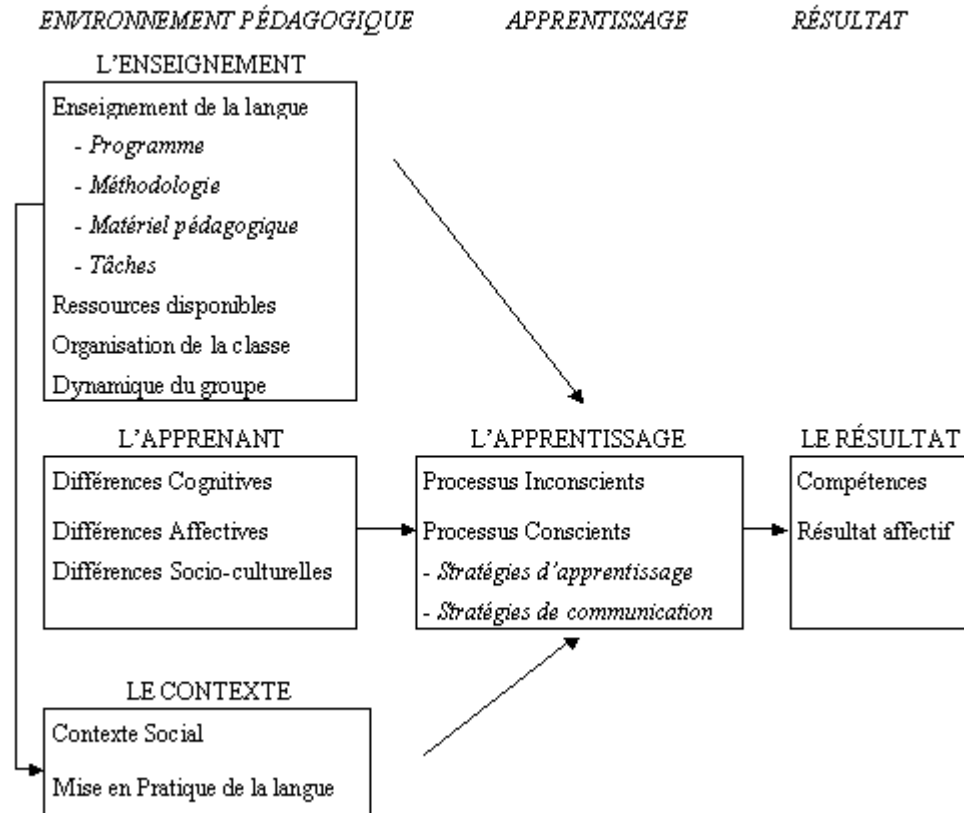 ENVIRONNEMENT PÉDAGOGIQUE
APPRENTISSAGE
RÉSULTAT
L'ENSEIGNEMENT
Enseignement de la langue
- Programme
- Méthodologie
- Matériel pédagogique
- Tâches
Ressources disponibles
Organisation de la classe
Dynamique du groupe
L'APPRENANT
Différences Cognitives
Différences Affectives
Différences Socio-culturelles
L'APPRENTISSAGE
Processus Inconscients
Processus Conscients
- Stratégies d'apprentissage
- Stratégies de communication
LE RÉSULTAT
Compétences
Résultat affectif
LE CONTEXTE
Contexte Social
Mise en Pratique de la langue